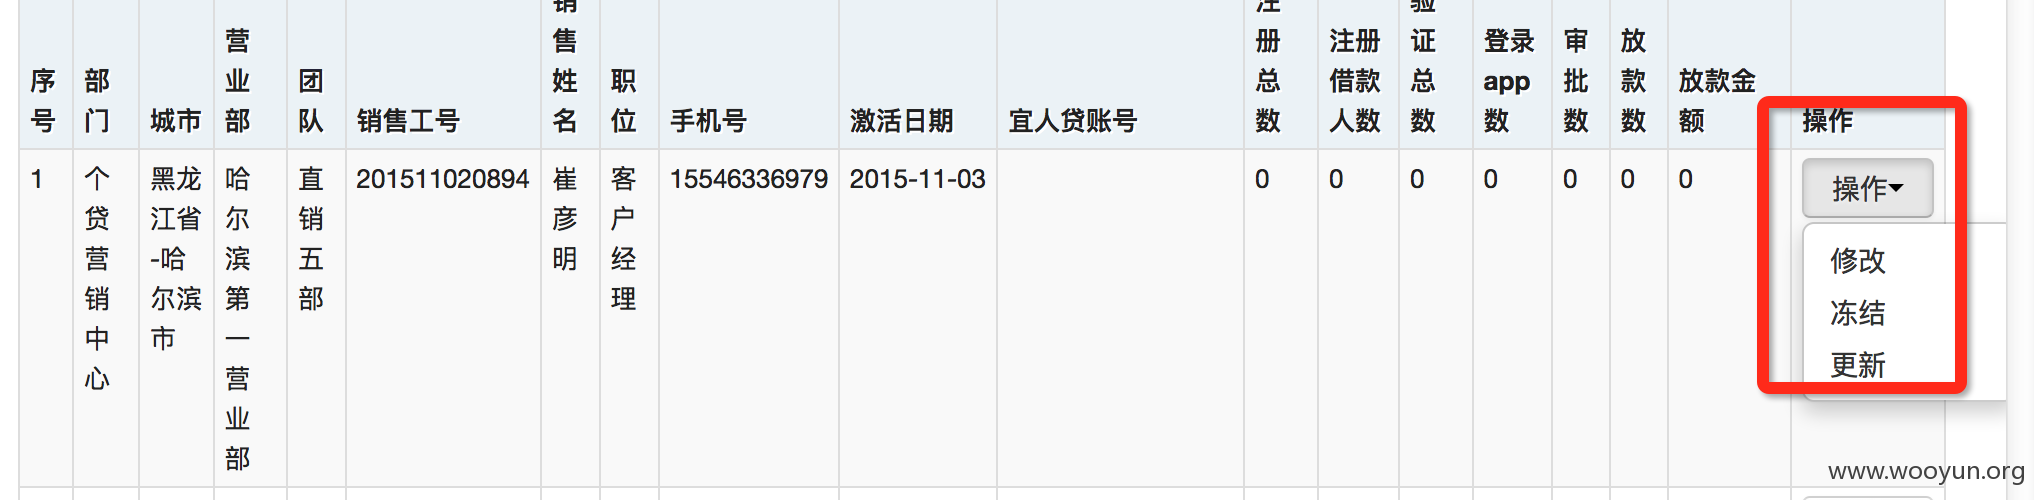 序号
部门
城市
营业部
团队
销售工号
销售姓名
职位
手机号
激活日期
宜人贷账号
注册总数
注册借款人数
验证总数
登录app数
审批数
放款数
放款金额
操作
1
个贷营销中心
黑龙江省-哈尔滨市
哈尔滨第一营业部
直销五部
201511020894
崔彦明
客户经理
15546336979
2015-11-03
0
0
0
0
0
0
0
操作
修改
冻结
更新
www.wooyun.org